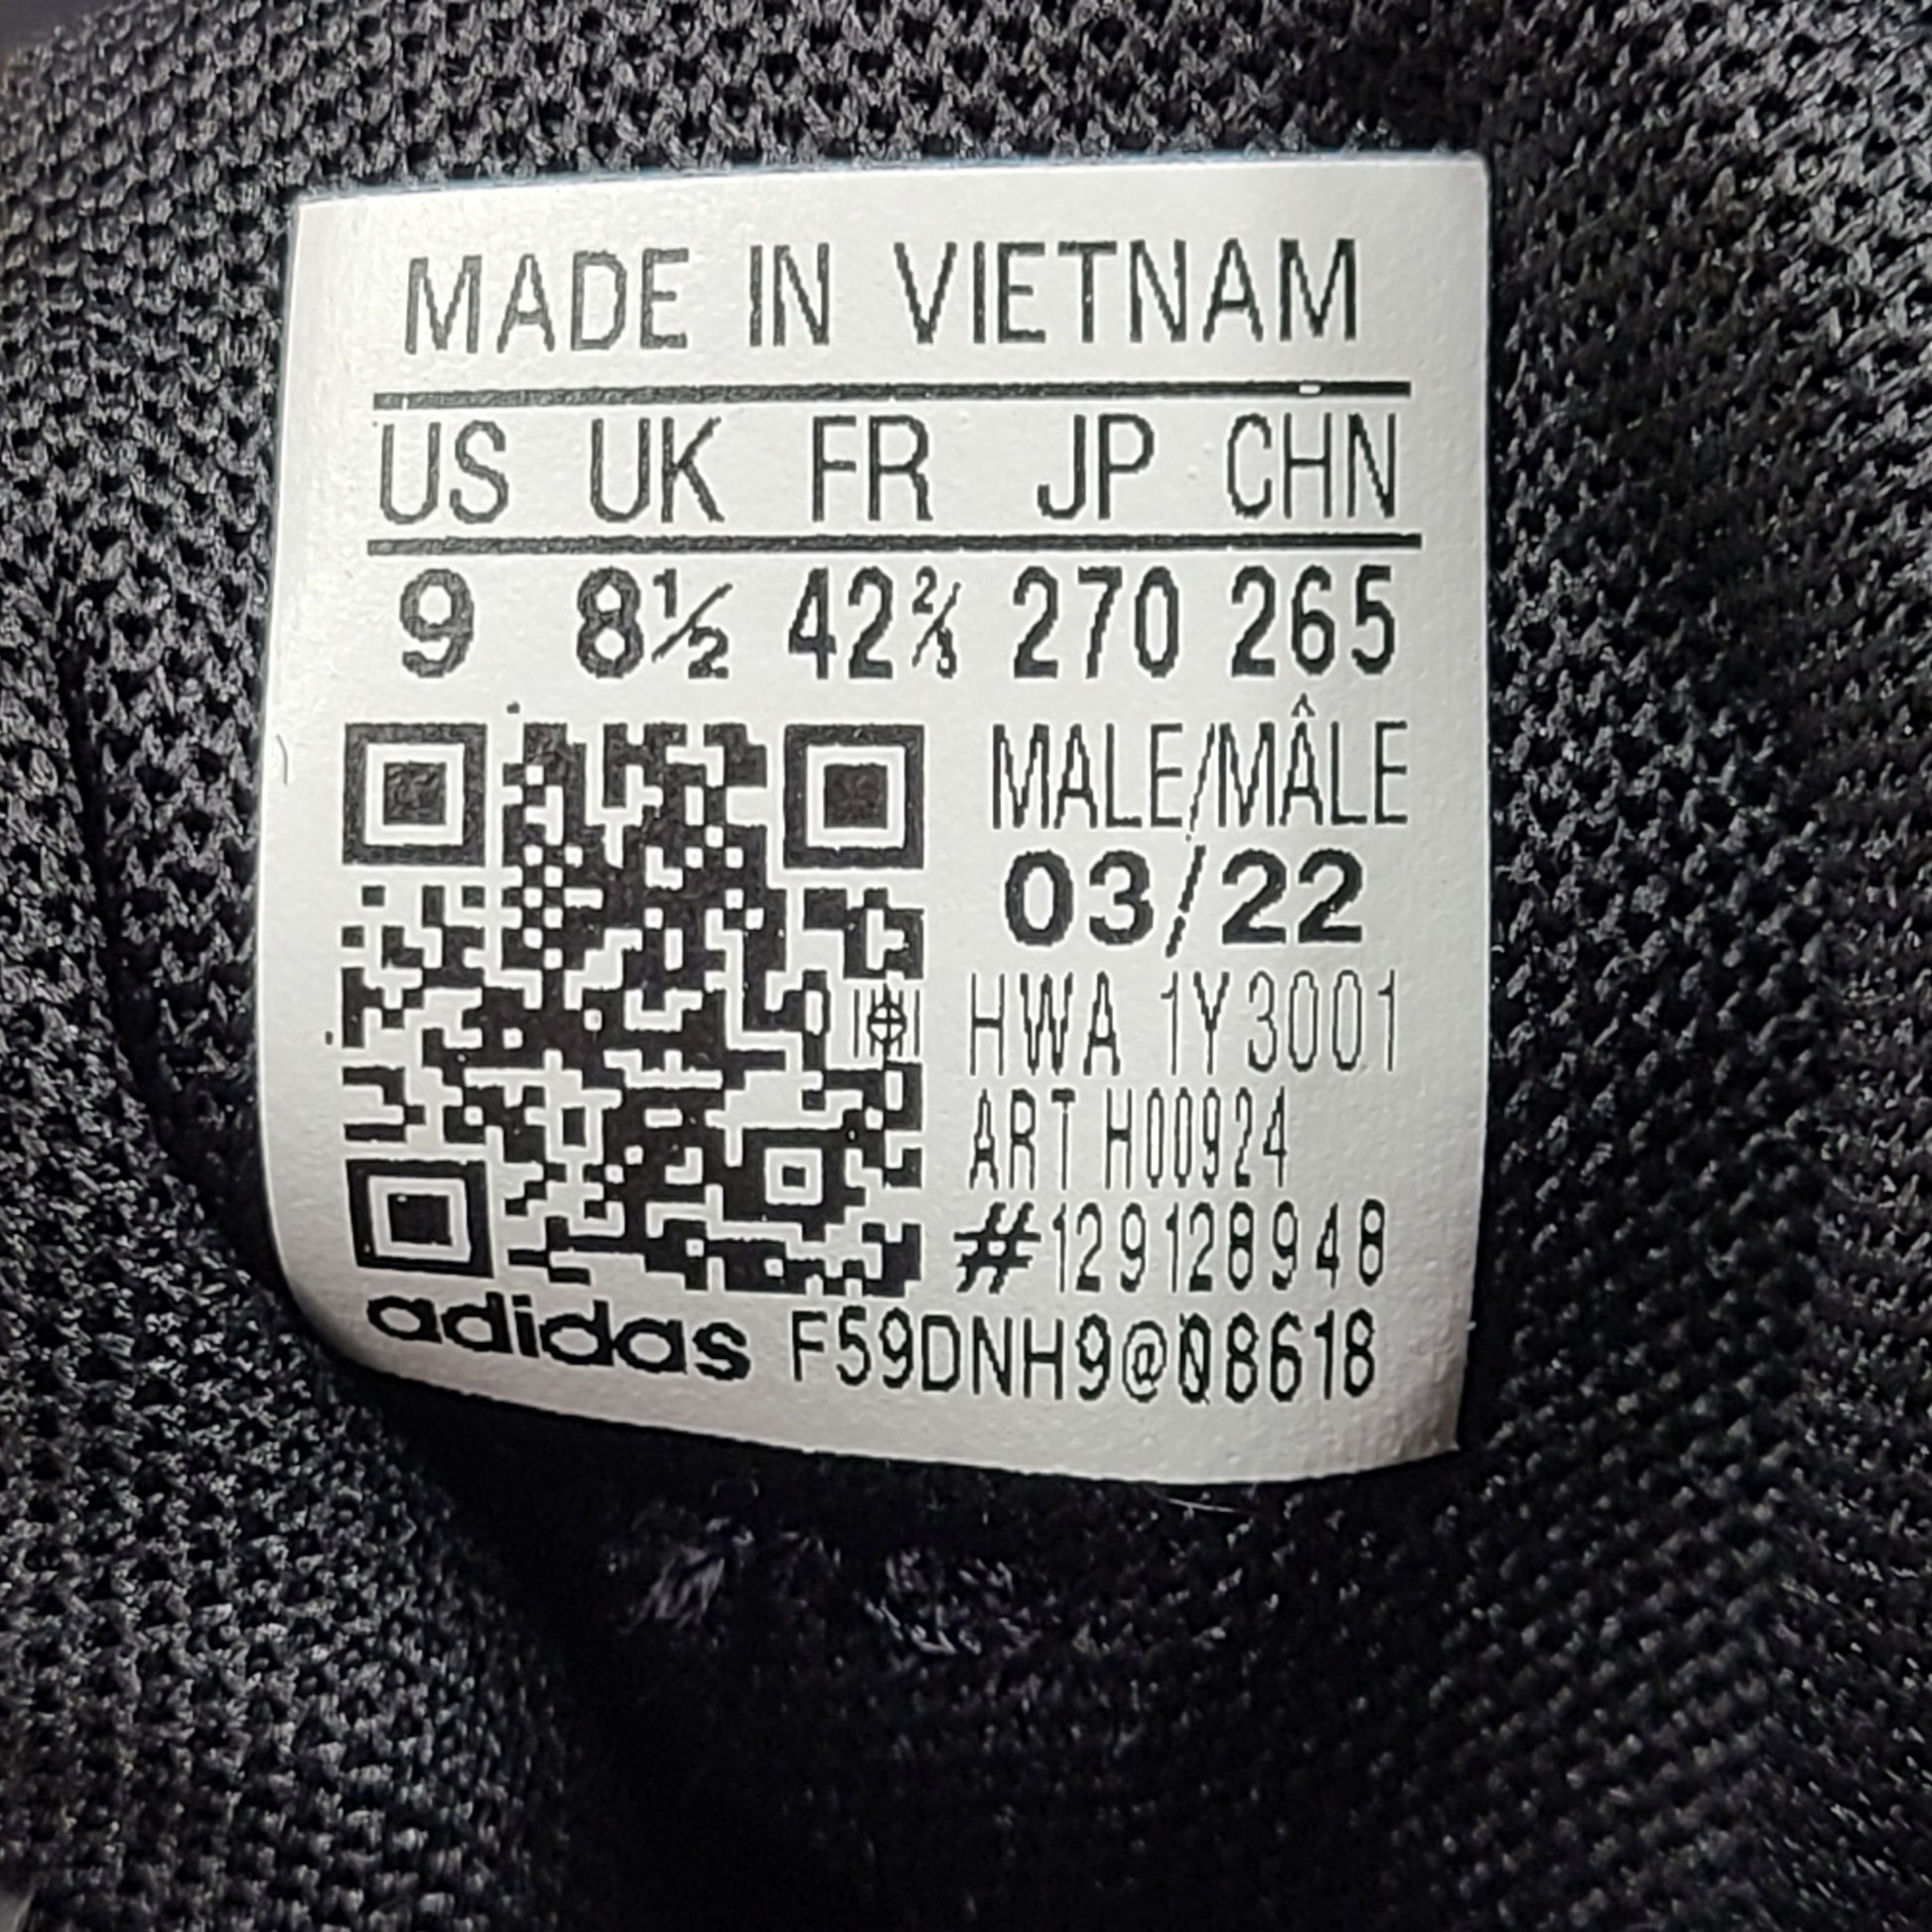 MADE IN VIETNAM
US UK FR JP CHN
9 8½ 42⅔ 270 265
MALE/MÂLE
03/22
HWA 1Y3001
ART H00924
#129128948
adidas F59DNH9@08618